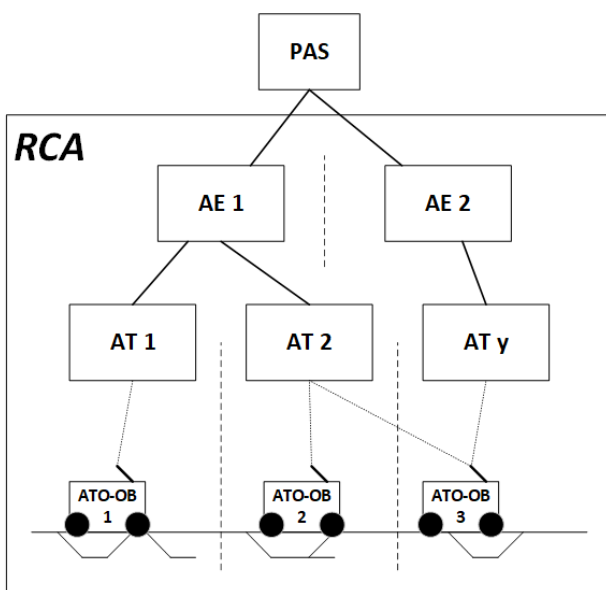 PAS
RCA
AE 1
AE 2
AT 1
AT 2
AT y
ATO-OB
1
ATO-OB
2
ATO-OB
3